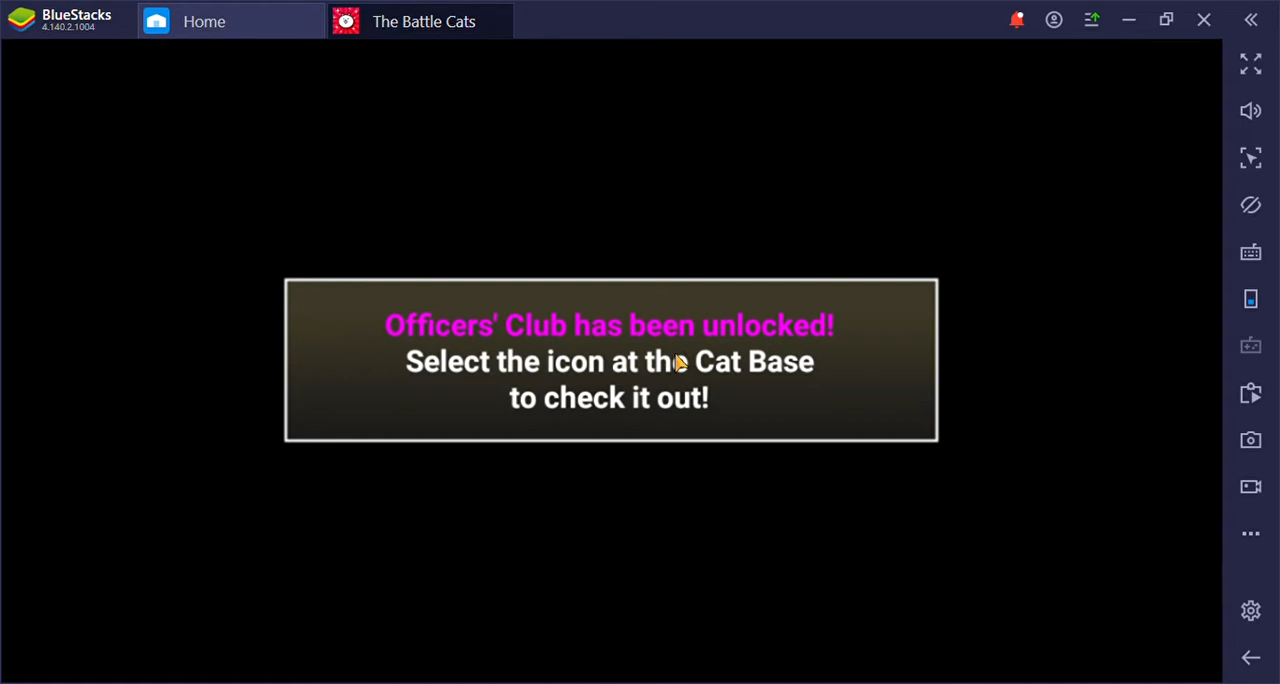 BlueStacks
4.140.2.1004
Home
The Battle Cats
Officers' Club has been unlocked!
Select the icon at the Cat Base
to check it out!